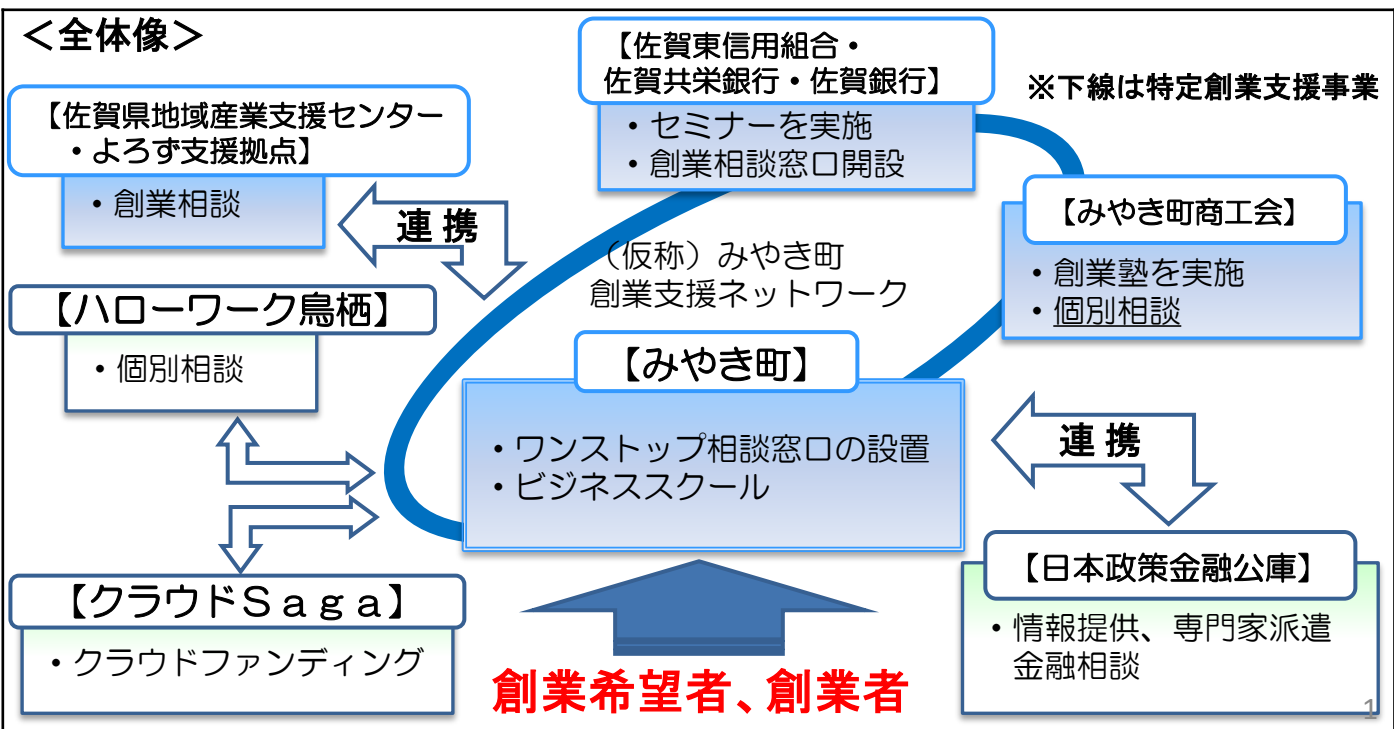 ＜全体像＞
【佐賀東信用組合・
佐賀共栄銀行・佐賀銀行】
・セミナーを実施
・創業相談窓口開設
※下線は特定創業支援事業
【佐賀県地域産業支援センター
・よろず支援拠点】
・創業相談
連 携
（仮称）みやき町
創業支援ネットワーク
【みやき町商工会】
・創業塾を実施
・個別相談
【ハローワーク鳥栖】
・個別相談
【みやき町】
・ワンストップ相談窓口の設置
・ビジネススクール
連 携
【クラウドＳａｇａ】
・クラウドファンディング
創業希望者、創業者
【日本政策金融公庫】
・情報提供、専門家派遣
金融相談
1